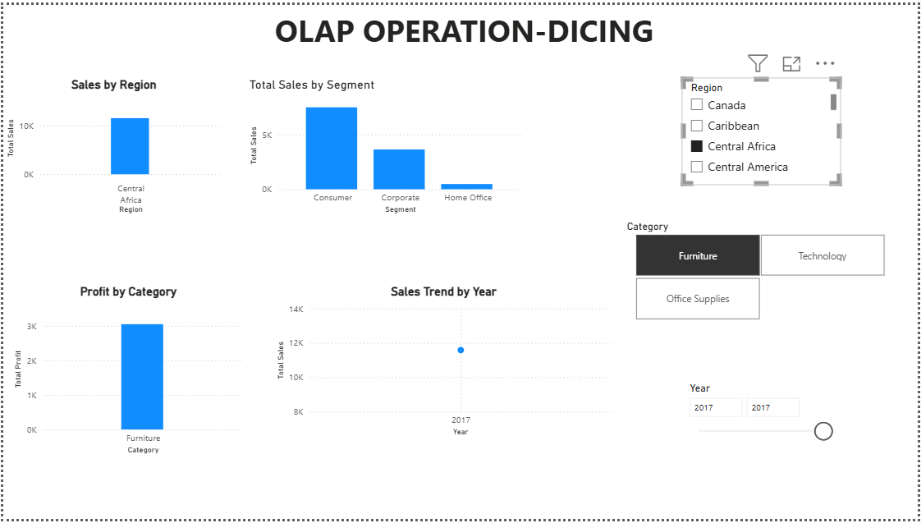 OLAP OPERATION-DICING
Sales by Region
Total Sales
10K
0K
Central
Africa
Region
Total Sales by Segment
Total Sales
5K
0K
Consumer
Corporate
Home Office
Segment
Region
Canada
Caribbean
Central Africa
Central America
Category
Furniture
Technology
Office Supplies
Profit by Category
Total Profit
3K
2K
1K
0K
Furniture
Category
Sales Trend by Year
Total Sales
14K
12K
10K
8K
2017
Year
Year
2017
2017